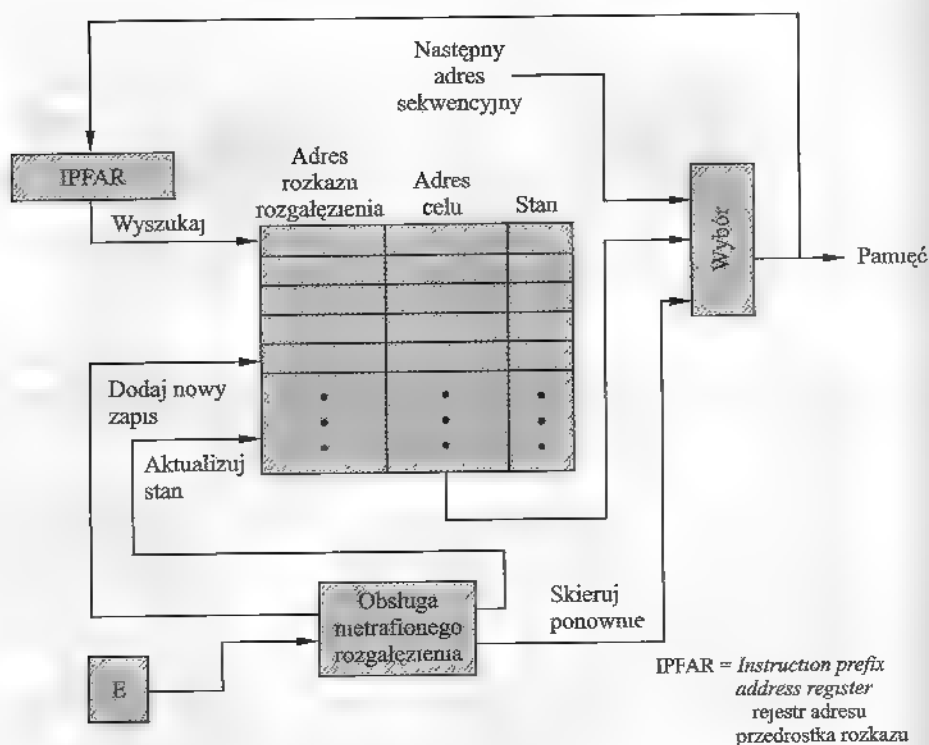 Następny
adres
sekwencyjny
IPFAR
Wyszukaj
Adres
rozkazu
rozgałęzienia
Adres
celu
Stan
Wybór
Pamięć
Dodaj nowy
zapis
Aktualizuj
stan
Obsługa
nietrafionego
rozgałęzienia
Skieruj
ponownie
E
IPFAR = Instruction prefix
address register
rejestr adresu
przedrostka rozkazu